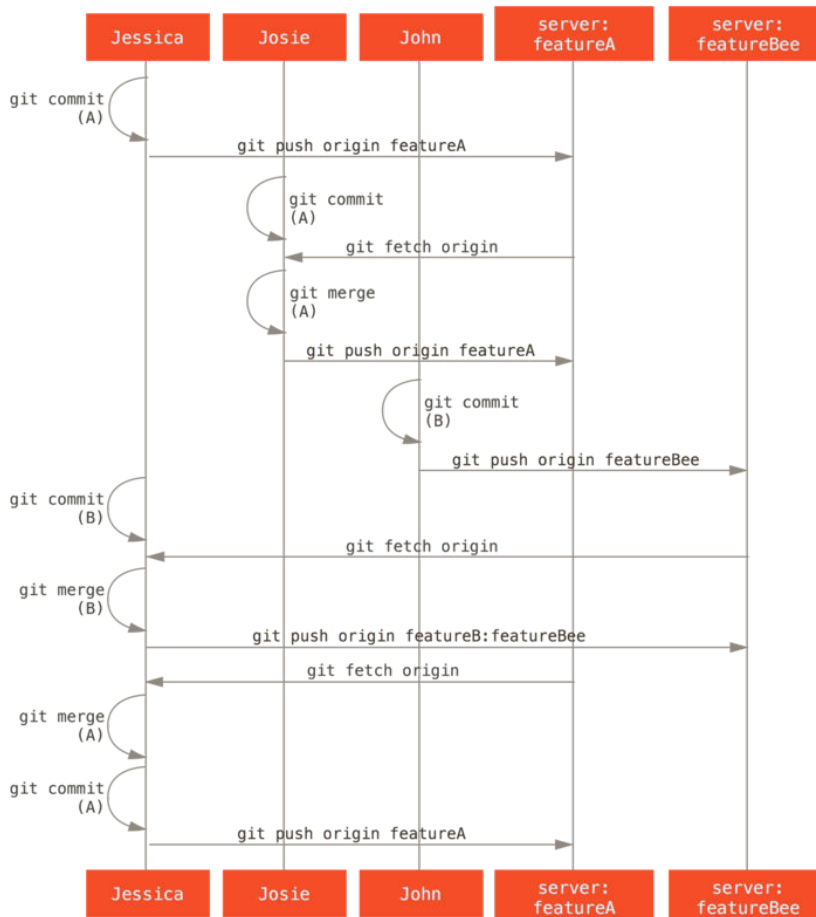 Jessica
Josie
John
server:
featureA
server:
featureBee
git commit
(A)
git push origin featureA
git commit
(A)
git fetch origin
git merge
(A)
git push origin featureA
git commit
(B)
git push origin featureBee
git commit
(B)
git fetch origin
git merge
(B)
git push origin featureB:featureBee
git fetch origin
git merge
(A)
git commit
(A)
git push origin featureA
Jessica
Josie
John
server:
featureA
server:
featureBee